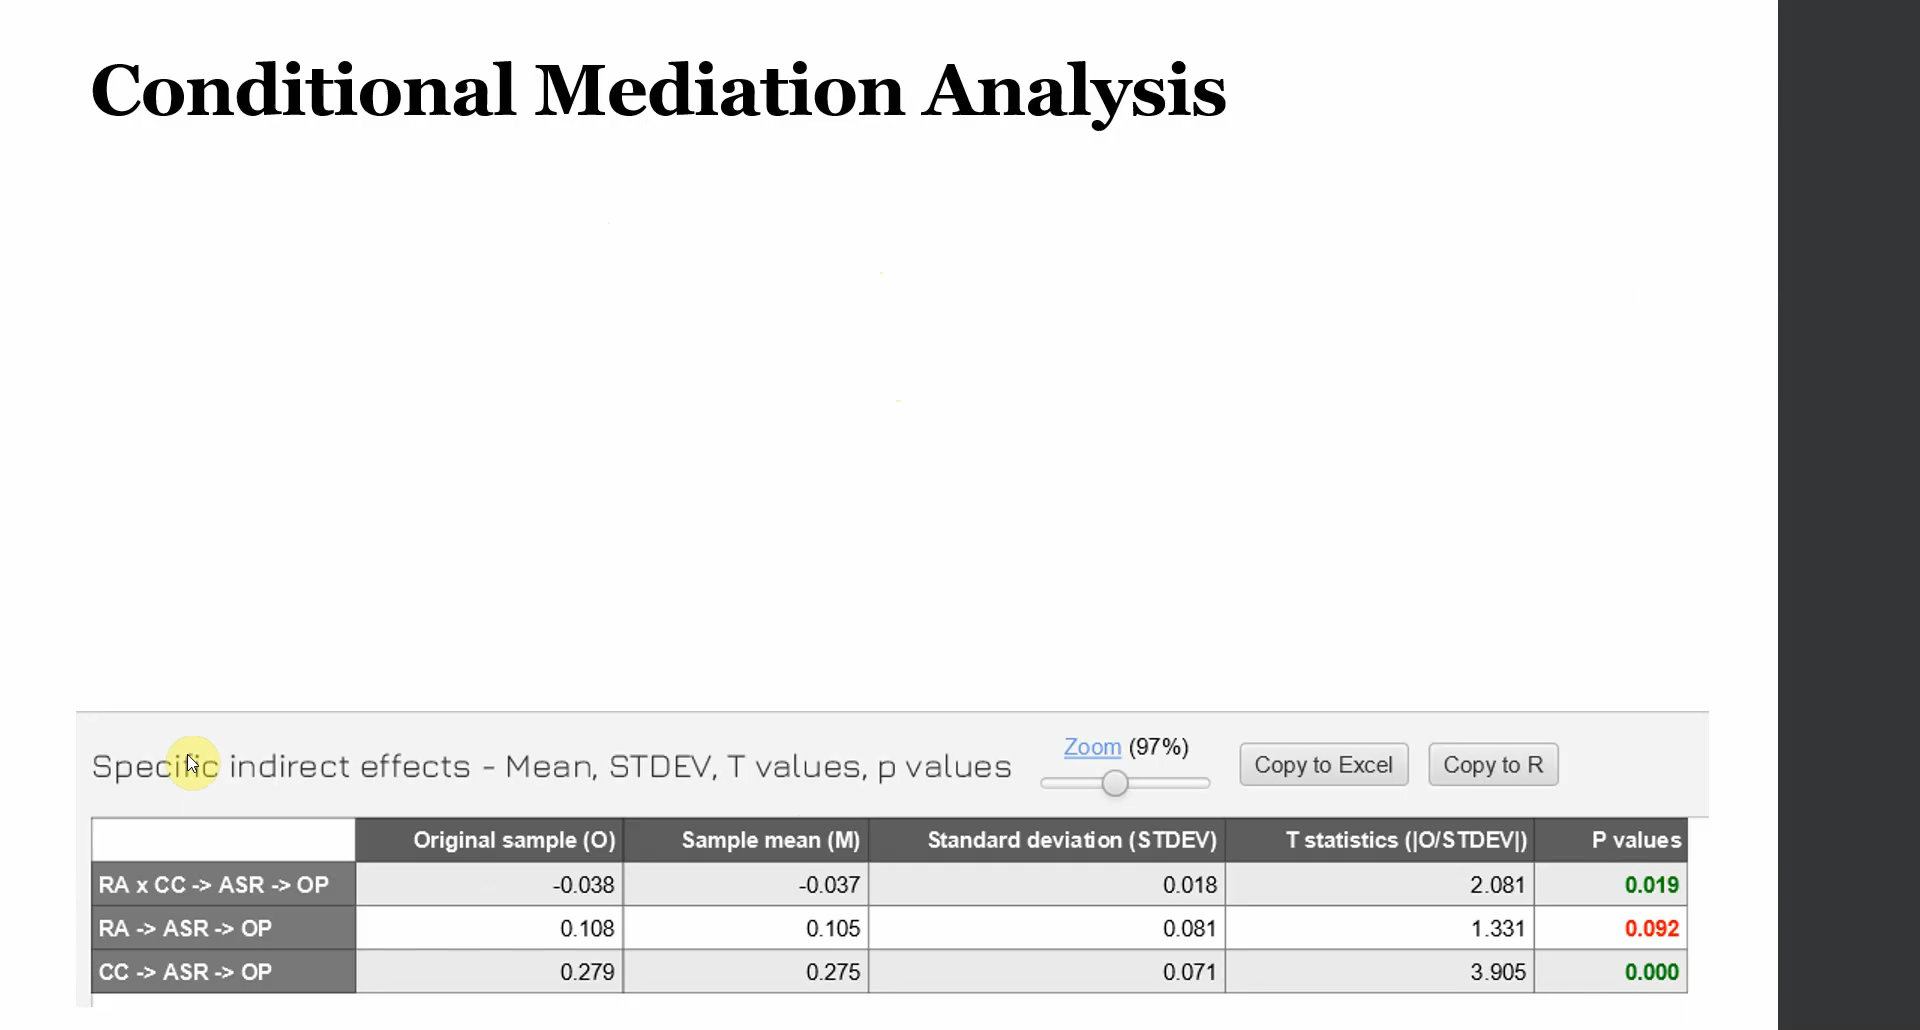 Conditional Mediation Analysis
Specific indirect effects - Mean, STDEV, T values, p values
Zoom (97%)
Copy to Excel
Copy to R
Original sample (O) Sample mean (M) Standard deviation (STDEV) T statistics (|O/STDEV|) P values
RA x CC -> ASR -> OP -0.038 -0.037 0.018 2.081 0.019
RA -> ASR -> OP 0.108 0.105 0.081 1.331 0.092
CC -> ASR -> OP 0.279 0.275 0.071 3.905 0.000